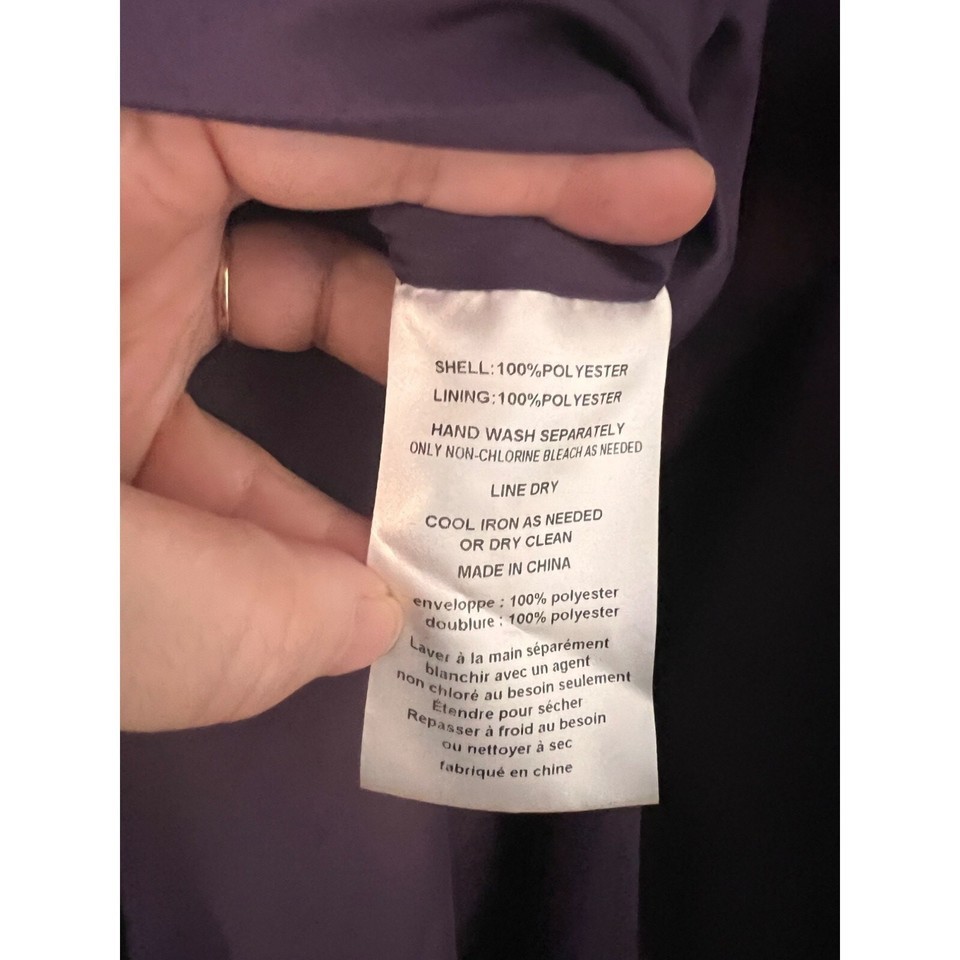 SHELL:100%POLYESTER
LINING:100%POLYESTER
HAND WASH SEPARATELY
ONLY NON-CHLORINE BLEACH AS NEEDED
LINE DRY
COOL IRON AS NEEDED
OR DRY CLEAN
MADE IN CHINA
enveloppe : 100% polyester
doublure : 100% polyester
Laver à la main séparément
blanchir avec un agent
non chloré au besoin seulement
Étendre pour sécher
Repasser à froid au besoin
ou nettoyer à sec
fabriqué en chine